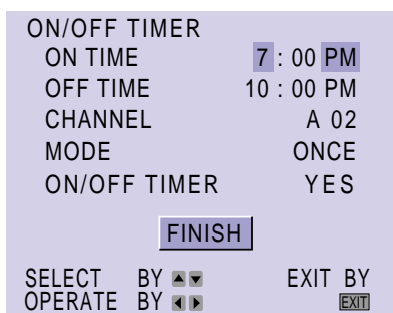 ON/OFF TIMER
ON TIME 7 : 00 PM
OFF TIME 10 : 00 PM
CHANNEL A 02
MODE ONCE
ON/OFF TIMER YES
FINISH
SELECT BY ▲▼ EXIT BY
OPERATE BY ◀▶ EXIT